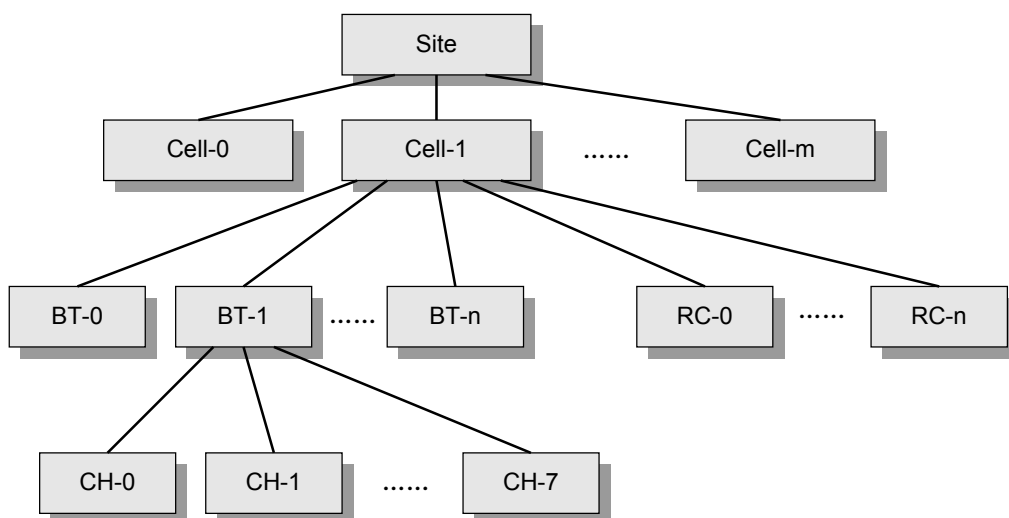 Site
Cell-0 Cell-1 ...... Cell-m
BT-0 BT-1 ...... BT-n RC-0 ...... RC-n
CH-0 CH-1 ...... CH-7